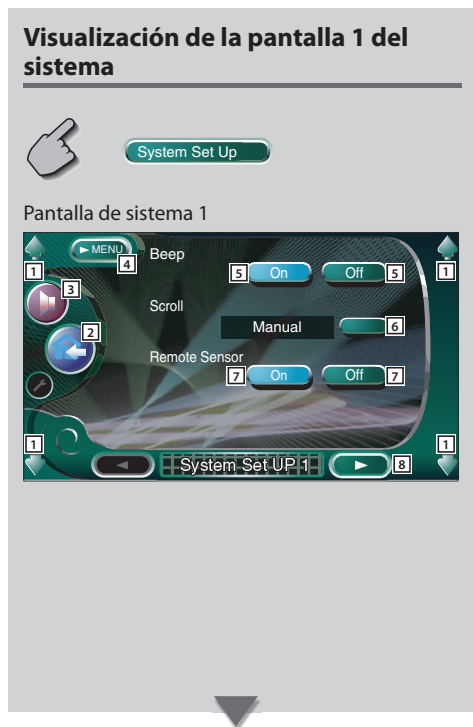 Visualización de la pantalla 1 del
sistema
System Set Up
Pantalla de sistema 1
1 ► MENU 4 Beep 1
3 5 On Off 5
Scroll
2 Manual 6
Remote Sensor
7 On Off 7
1 1
◄ System Set UP 1 ► 8